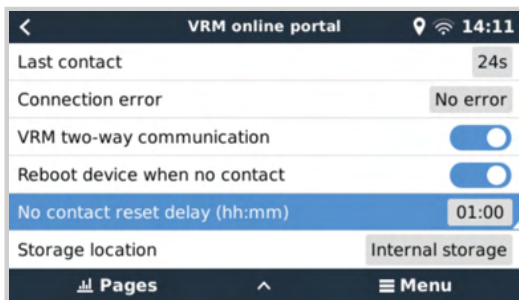 VRM online portal 14:11
Last contact 24s
Connection error No error
VRM two-way communication
Reboot device when no contact
No contact reset delay (hh:mm) 01:00
Storage location Internal storage
Pages Menu